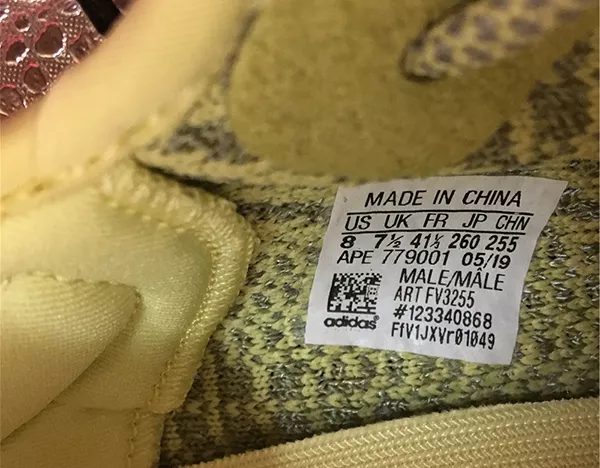 MADE IN CHINA
US UK FR JP CHN
8 7½ 41⅓ 260 255
APE 779001 05/19
MALE/MÂLE
ART FV3255
#123340868
adidas FfV1JXVr01049